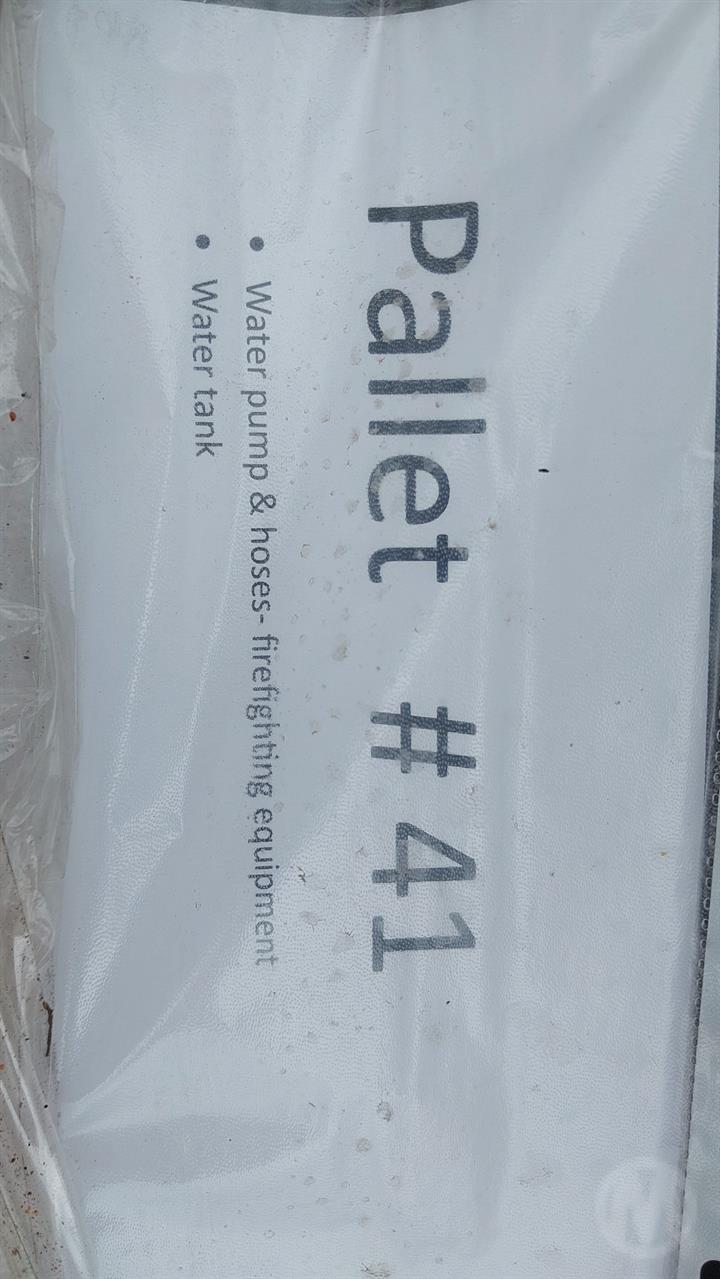 Pallet #41
• Water pump & hoses- firefighting equipment
• Water tank